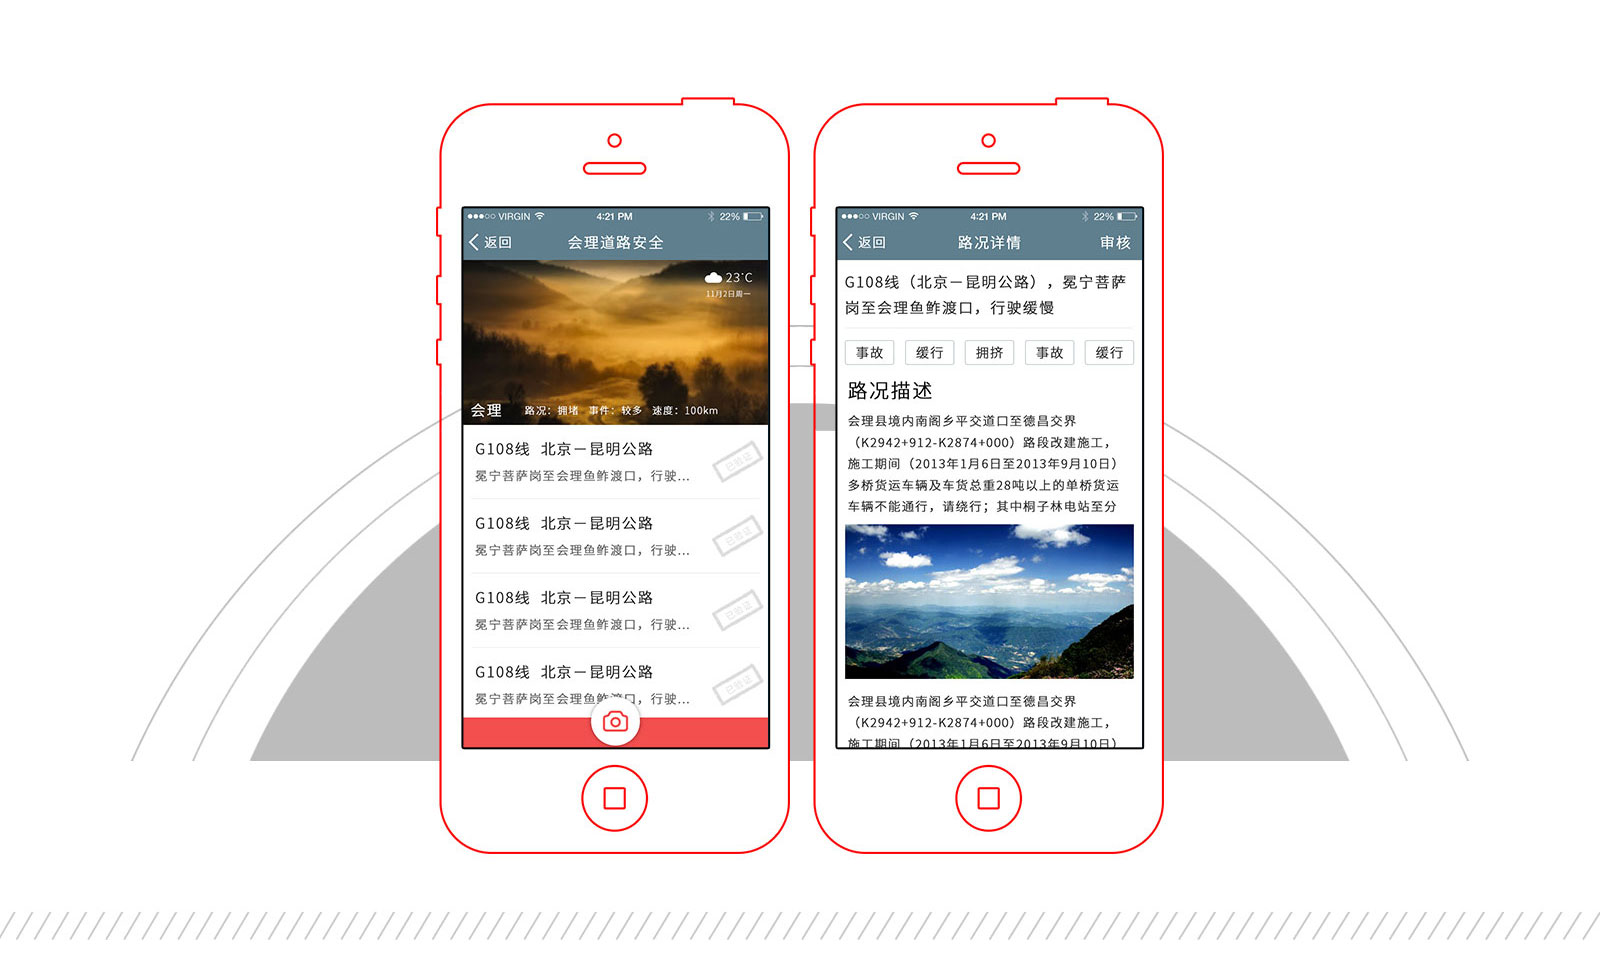 VIRGIN 4:21 PM 22%
返回 会理道路安全
23°C
11月2日周一
会理 路况：拥堵 事件：较多 速度：100km
G108线 北京－昆明公路
冕宁菩萨岗至会理鱼鲊渡口，行驶...
已验证
G108线 北京－昆明公路
冕宁菩萨岗至会理鱼鲊渡口，行驶...
已验证
G108线 北京－昆明公路
冕宁菩萨岗至会理鱼鲊渡口，行驶...
已验证
G108线 北京－昆明公路
冕宁菩萨岗至会理鱼鲊渡口，行驶...
已验证
VIRGIN 4:21 PM 22%
返回 路况详情 审核
G108线（北京－昆明公路），冕宁菩萨
岗至会理鱼鲊渡口，行驶缓慢
事故 缓行 拥挤 事故 缓行
路况描述
会理县境内南阁乡平交道口至德昌交界
（K2942+912-K2874+000）路段改建施工，
施工期间（2013年1月6日至2013年9月10日）
多桥货运车辆及车货总重28吨以上的单桥货运
车辆不能通行，请绕行；其中桐子林电站至分
会理县境内南阁乡平交道口至德昌交界
（K2942+912-K2874+000）路段改建施工，
施工期间（2013年1月6日至2013年9月10日）